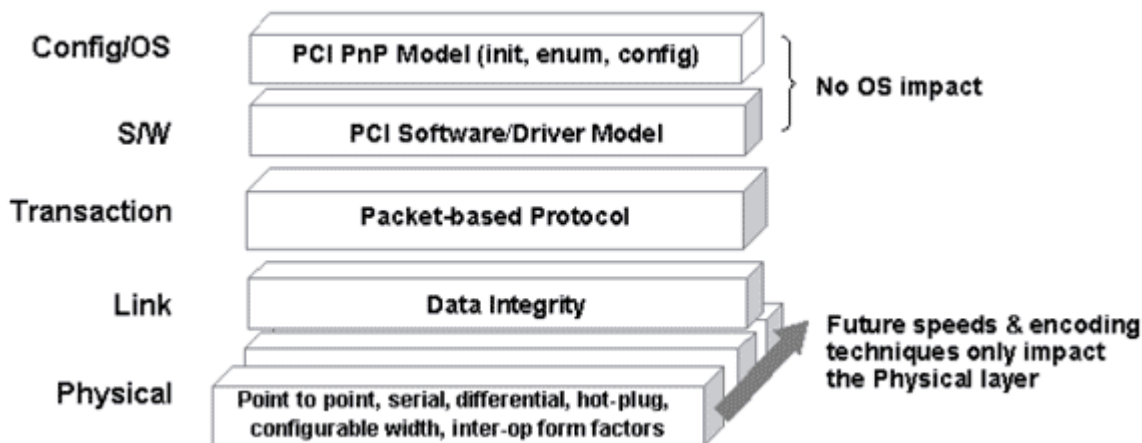 Config/OS
PCI PnP Model (init, enum, config)
No OS impact
S/W
PCI Software/Driver Model
Transaction
Packet-based Protocol
Link
Data Integrity
Future speeds & encoding
techniques only impact
the Physical layer
Physical
Point to point, serial, differential, hot-plug,
configurable width, inter-op form factors